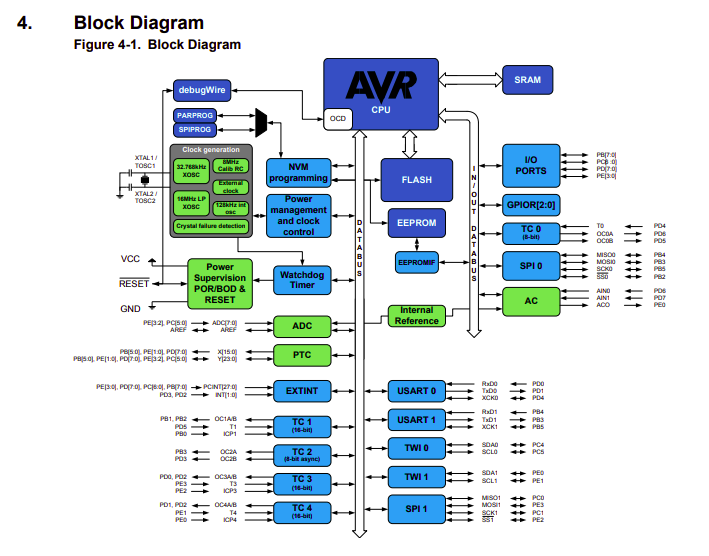 4. Block Diagram
Figure 4-1. Block Diagram
AVR
CPU
OCD
SRAM
debugWire
PARPROG
SPIPROG
Clock generation
32.768kHz
XOSC
8MHz
Calib RC
External
clock
16MHz LP
XOSC
128kHz int
osc
Crystal failure detection
XTAL1 /
TOSC1
XTAL2 /
TOSC2
NVM
programming
Power
management
and clock
control
FLASH
EEPROM
EEPROMIF
DATABUS
IN/OUT DATABUS
I/O
PORTS
PB[7:0]
PD[7:0]
PE[3:0]
GPIOR[2:0]
TC 0
(8-bit)
T0 PD4
OC0A PD6
OC0B PD5
SPI 0
MISO0 PB4
MOSI0 PB3
SCK0 PB5
SS0 PB2
AC
AIN0 PD6
AIN1 PD7
ACO PE0
VCC
RESET
GND
Power
Supervision
POR/BOD &
RESET
Watchdog
Timer
Internal
Reference
PE[3:2], PC[5:0] ADC[7:0]
AREF AREF
ADC
PB[5:0], PE[1:0], PD[7:0] X[15:0]
PB[5:0], PE[1:0], PD[7:0], PE[3:2], PC[5:0] Y[23:0]
PTC
PE[3:0], PD[7:0], PC[6:0], PB[7:0] PCINT[27:0]
PD3, PD2 INT[1:0]
EXTINT
PB1, PB2 OC1A/B
PD5 T1
PB0 ICP1
TC 1
(16-bit)
PB3 OC2A
PD3 OC2B
TC 2
(8-bit async)
PD0, PD2 OC3A/B
PE3 T3
PE2 ICP3
TC 3
(16-bit)
PD1, PD2 OC4A/B
PE1 T4
PE0 ICP4
TC 4
(16-bit)
USART 0
RxD0 PD0
TxD0 PD1
XCK0 PD4
USART 1
RxD1 PB4
TxD1 PB3
XCK1 PB5
TWI 0
SDA0 PC4
SCL0 PC5
TWI 1
SDA1 PE0
SCL1 PE1
SPI 1
MISO1 PC0
MOSI1 PE3
SCK1 PC1
SS1 PE2